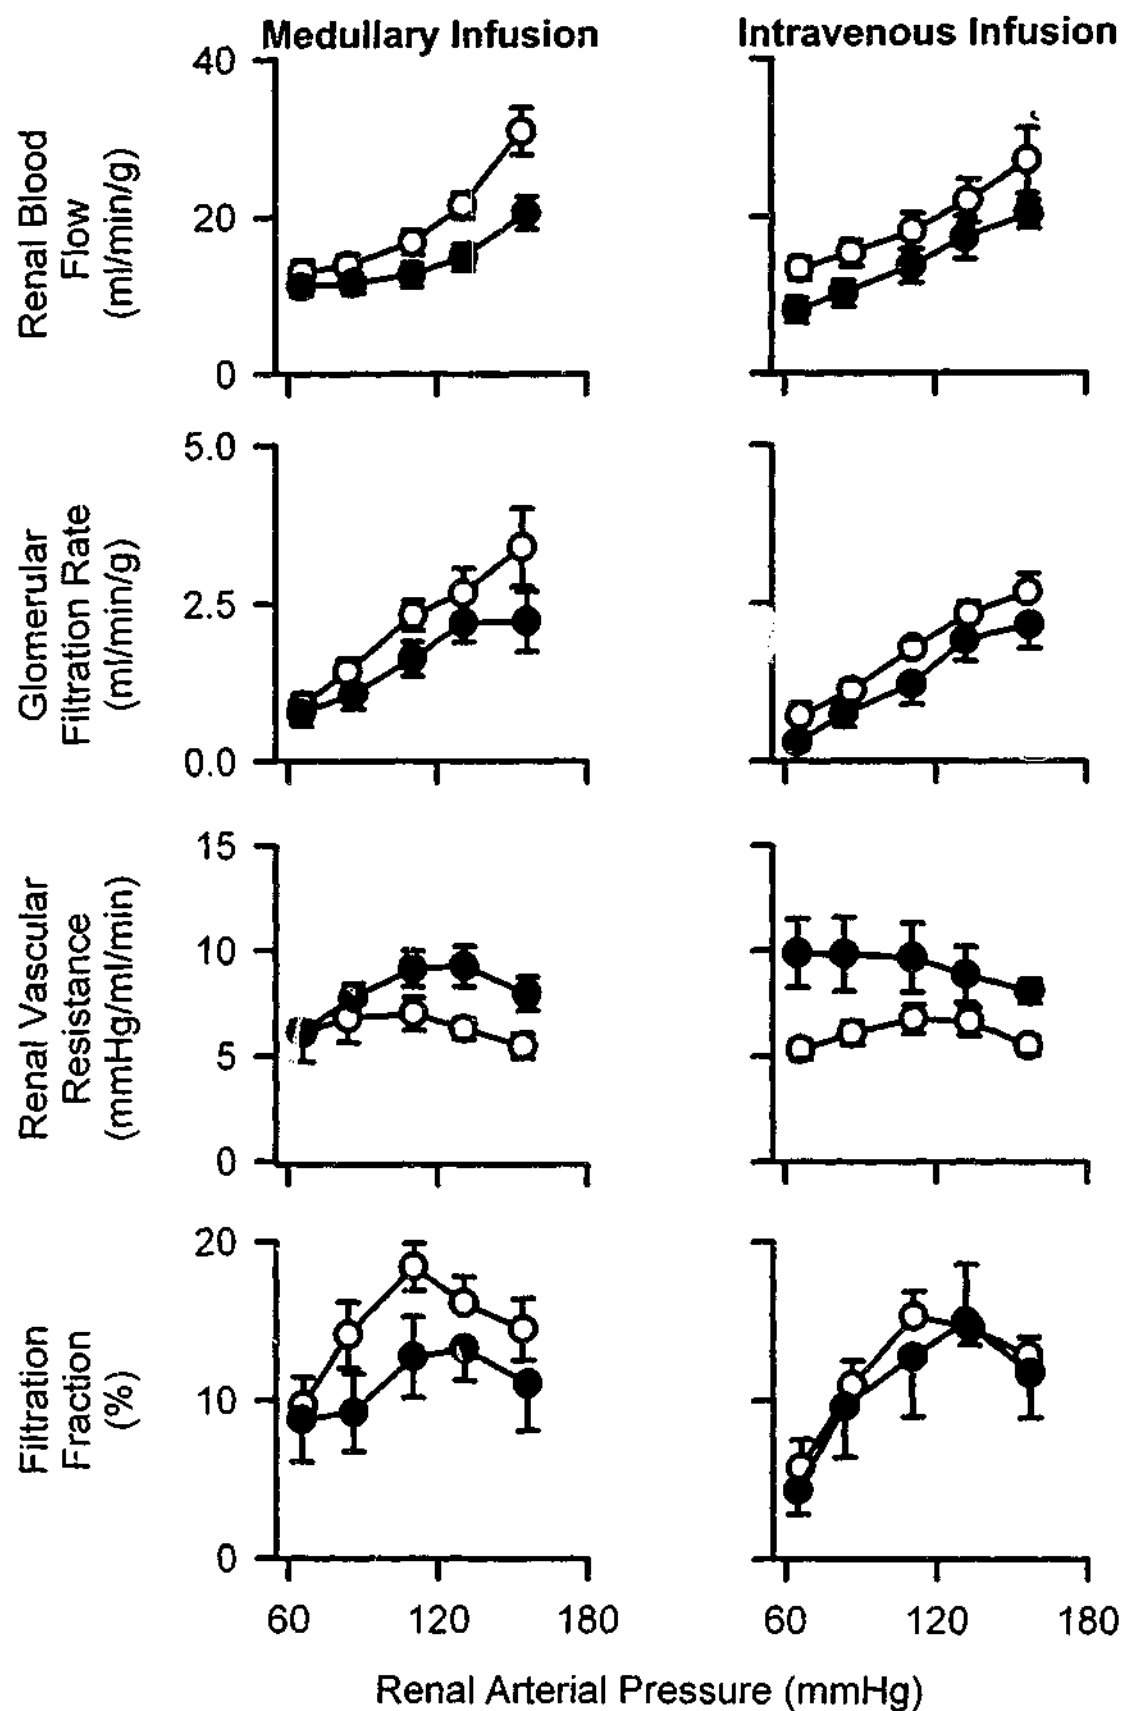 Medullary Infusion
Intravenous Infusion
Renal Blood
Flow
(ml/min/g)
40
20
0
Glomerular
Filtration Rate
(ml/min/g)
5.0
2.5
0.0
Renal Vascular
Resistance
(mmHg/ml/min)
15
10
5
0
Filtration
Fraction
(%)
20
10
0
60 120 180
60 120 180
Renal Arterial Pressure (mmHg)